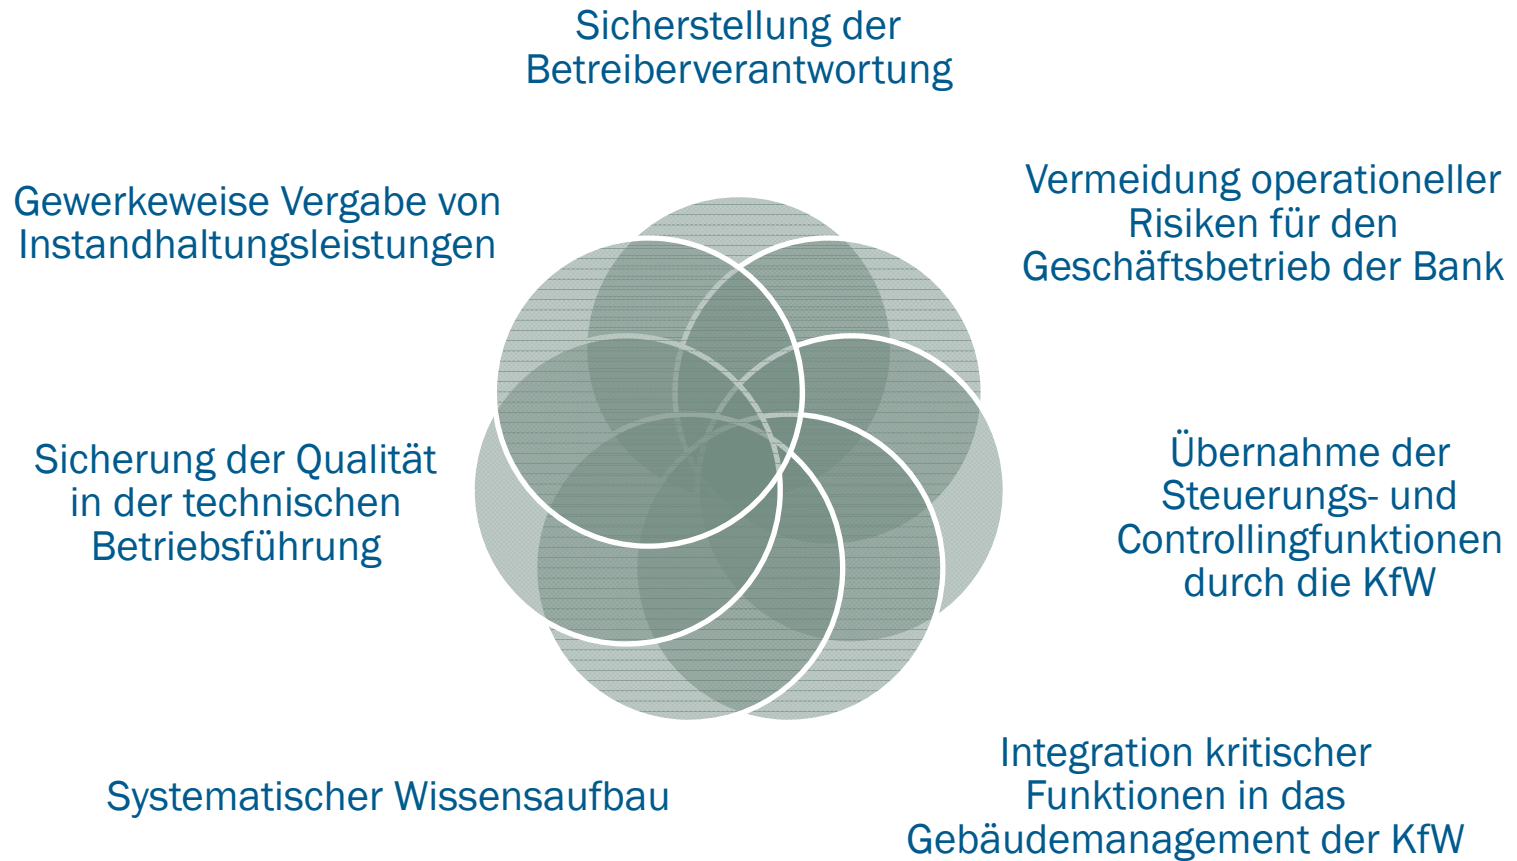 Sicherstellung der
Betreiberverantwortung
Gewerkeweise Vergabe von
Instandhaltungsleistungen
Vermeidung operationeller
Risiken für den
Geschäftsbetrieb der Bank
Sicherung der Qualität
in der technischen
Betriebsführung
Übernahme der
Steuerungs- und
Controllingfunktionen
durch die KfW
Systematischer Wissensaufbau
Integration kritischer
Funktionen in das
Gebäudemanagement der KfW